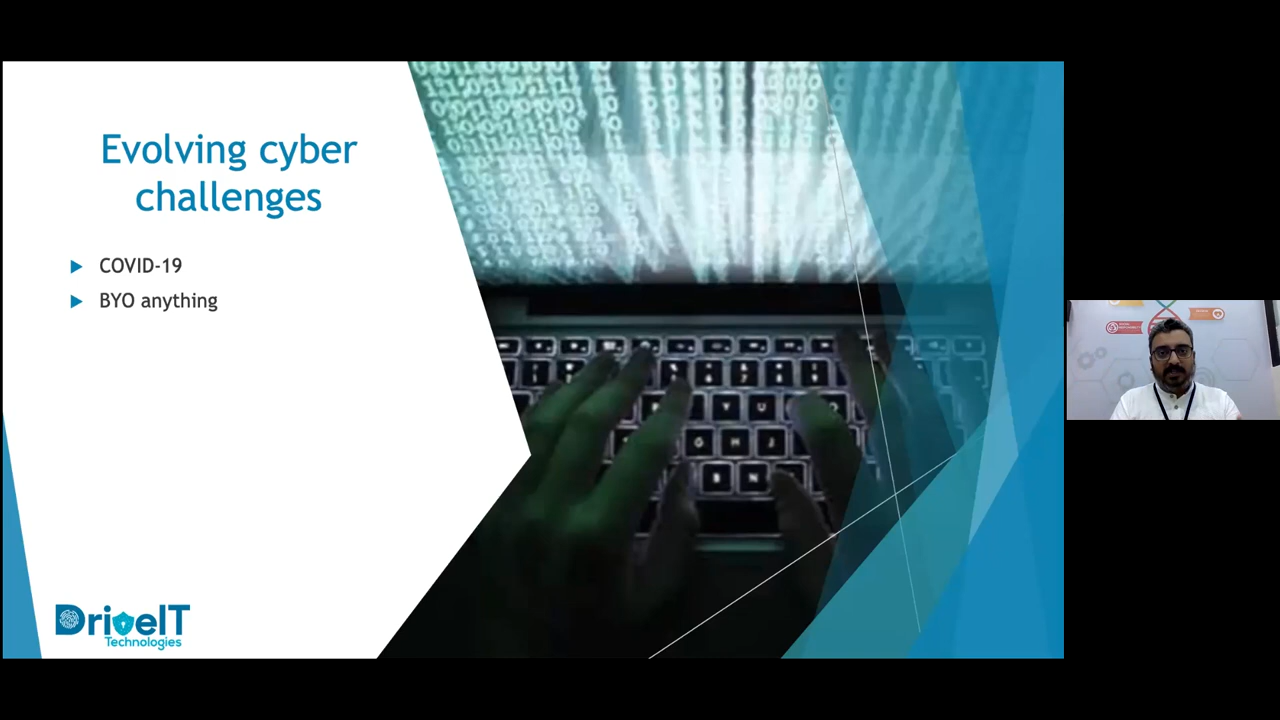 Evolving cyber
challenges
COVID-19
BYO anything
DriveIT
Technologies